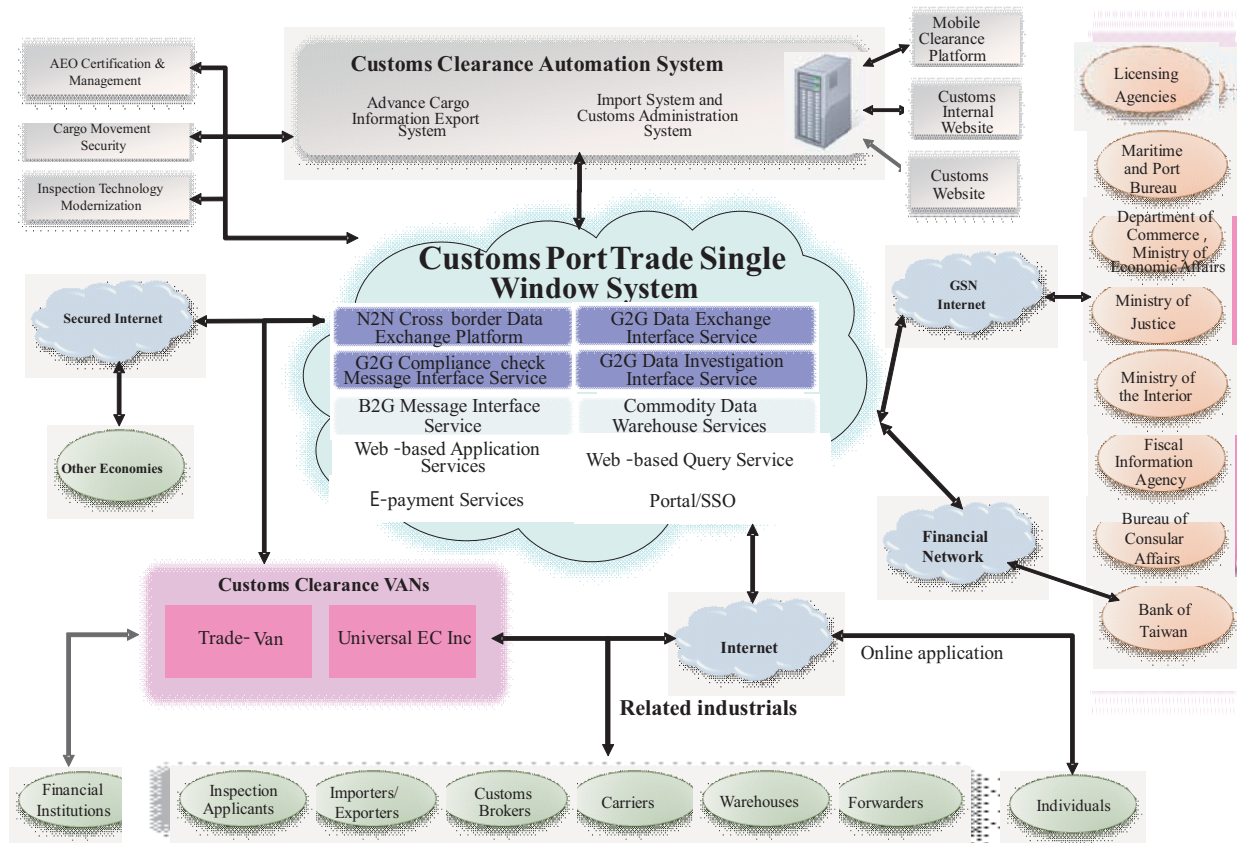 AEO Certification &
Management
Cargo Movement
Security
Inspection Technology
Modernization
Customs Clearance Automation System
Advance Cargo
Information Export
System
Import System and
Customs Administration
System
Mobile
Clearance
Platform
Customs
Internal
Website
Customs
Website
Licensing
Agencies
Maritime
and Port
Bureau
Department of
Commerce ,
Ministry of
Economic Affairs
Ministry of
Justice
Ministry of
the Interior
Fiscal
Information
Agency
Bureau of
Consular
Affairs
Bank of
Taiwan
Customs Port Trade Single
Window System
N2N Cross border Data
Exchange Platform
G2G Data Exchange
Interface Service
G2G Compliance check
Message Interface Service
G2G Data Investigation
Interface Service
B2G Message Interface
Service
Commodity Data
Warehouse Services
Web -based Application
Services
Web -based Query Service
E-payment Services
Portal/SSO
Secured Internet
Other Economies
GSN
Internet
Financial
Network
Customs Clearance VANs
Trade- Van
Universal EC Inc
Internet
Online application
Related industrials
Financial
Institutions
Inspection
Applicants
Importers/
Exporters
Customs
Brokers
Carriers
Warehouses
Forwarders
Individuals